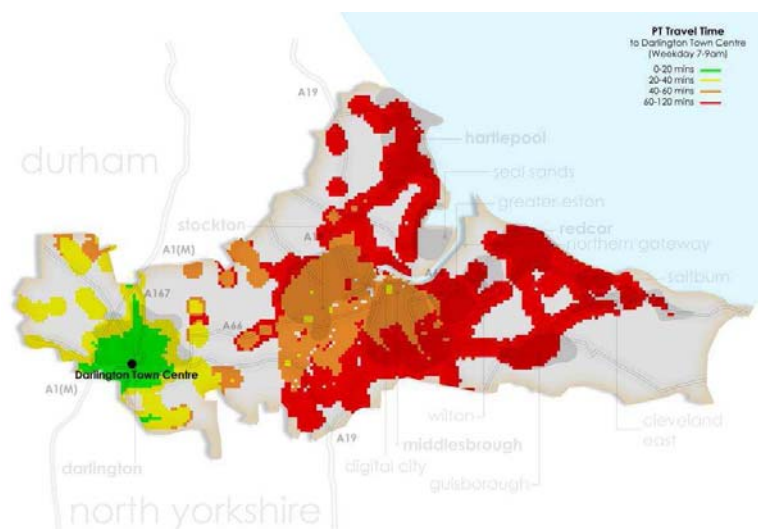 PT Travel Time
to Darlington Town Centre
(Weekday 7-9am)
0-20 mins
20-40 mins
40-60 mins
60-120 mins
A19
hartlepool
durham
seal sands
greater eston
stockton
redcar
northern gateway
A1(M)
saltburn
A167
A66
Darlington Town Centre
A1(M)
wilton
cleveland
east
A19
middlesbrough
digital city
guisborough
darlington
north yorkshire